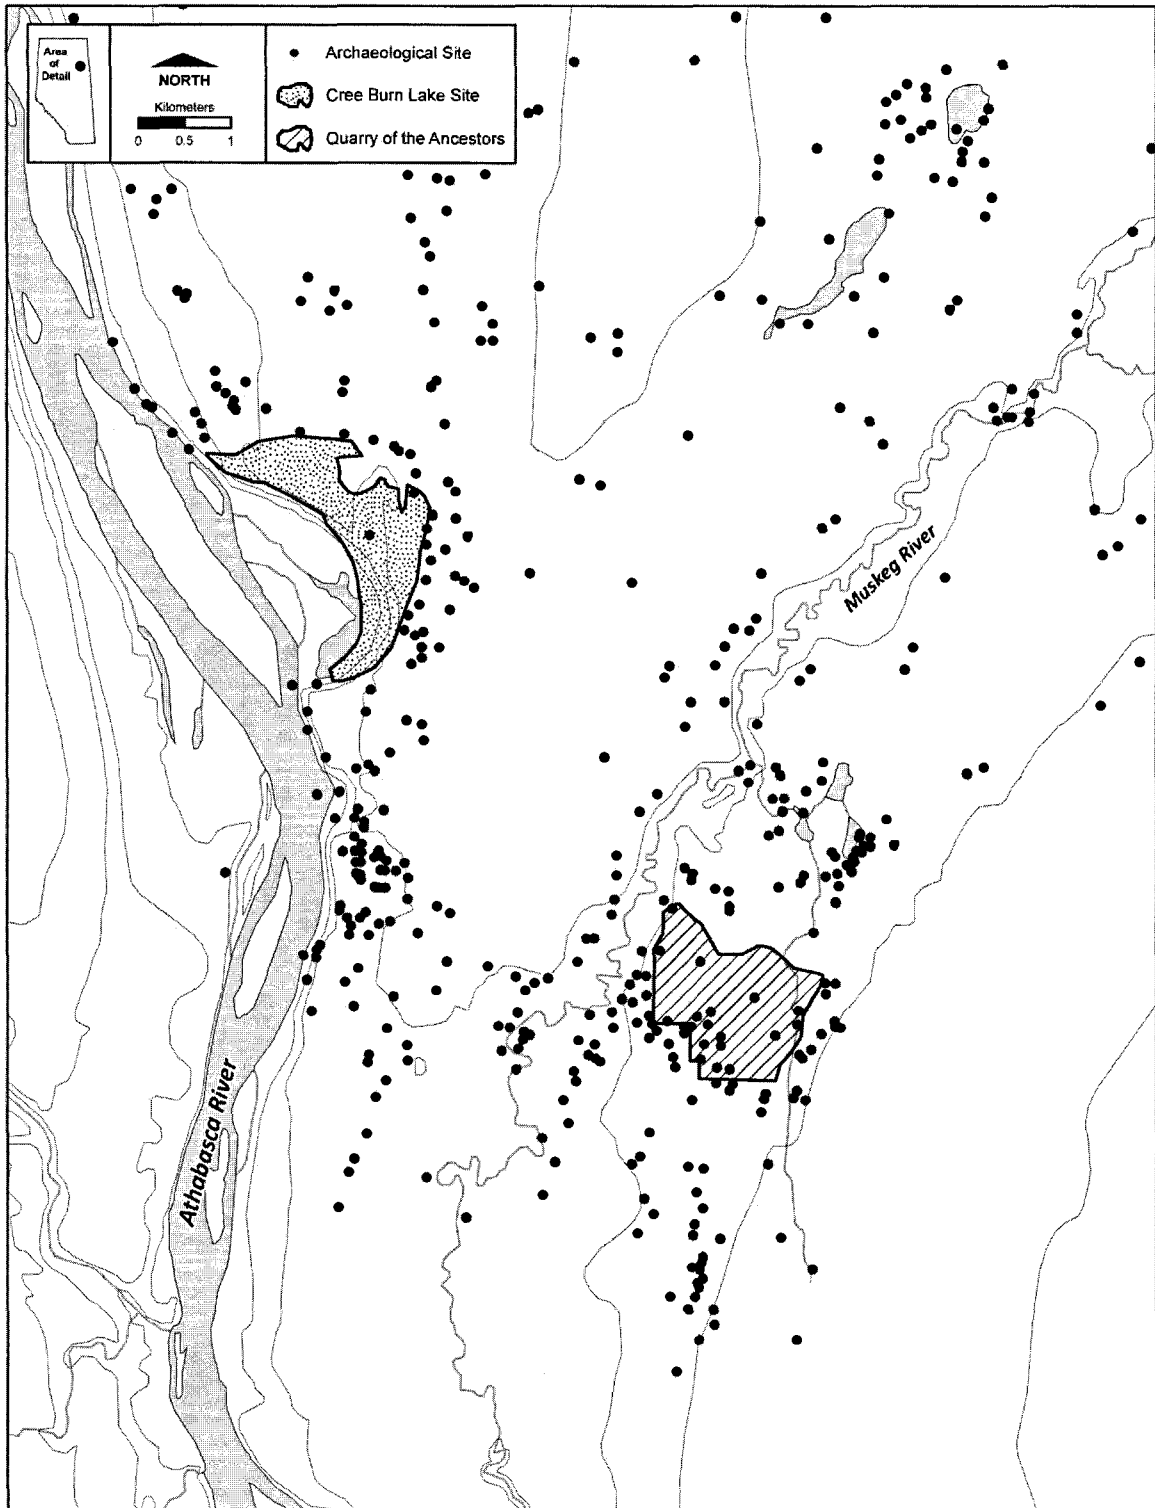 Area
of
Detail
NORTH
Kilometers
0 0.5 1
Archaeological Site
Cree Burn Lake Site
Quarry of the Ancestors
Muskeg River
Athabasca River